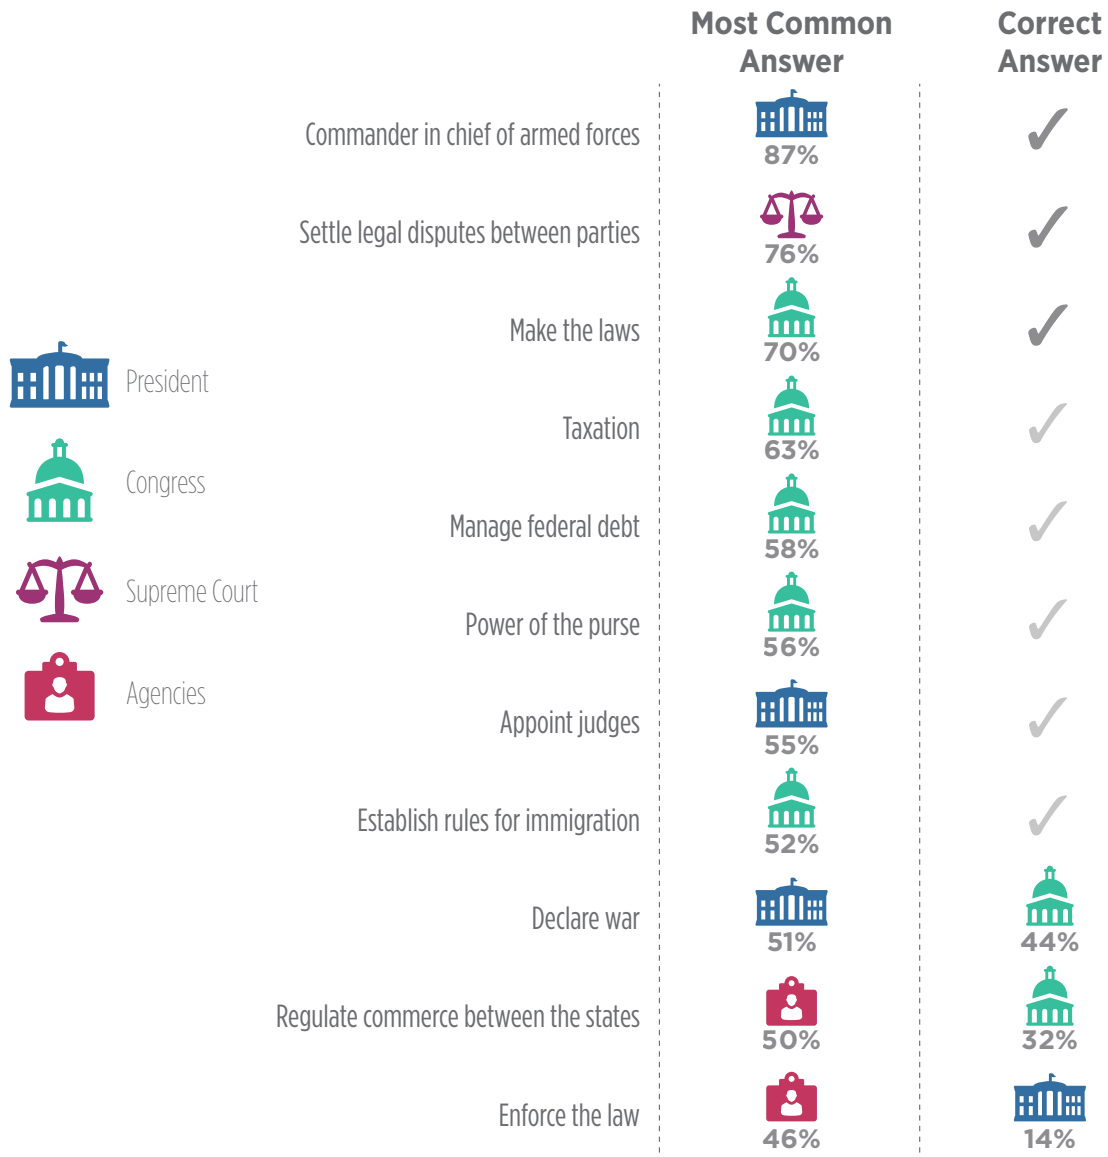 Most Common Answer
Correct Answer
Commander in chief of armed forces
87%
Settle legal disputes between parties
76%
Make the laws
70%
President
Taxation
63%
Congress
Manage federal debt
58%
Supreme Court
Power of the purse
56%
Agencies
Appoint judges
55%
Establish rules for immigration
52%
Declare war
51%
44%
Regulate commerce between the states
50%
32%
Enforce the law
46%
14%